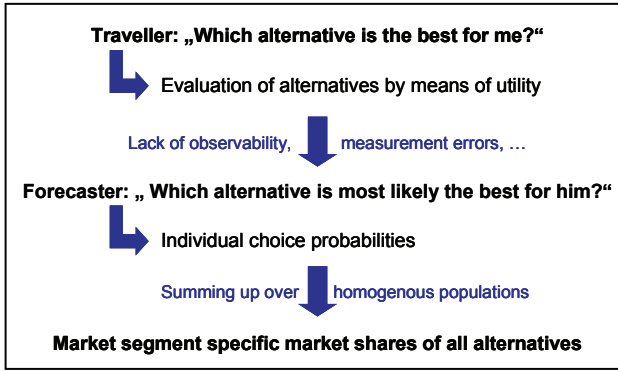 Traveller: „Which alternative is the best for me?“
Evaluation of alternatives by means of utility
Lack of observability, measurement errors, …
Forecaster: „ Which alternative is most likely the best for him?“
Individual choice probabilities
Summing up over homogenous populations
Market segment specific market shares of all alternatives